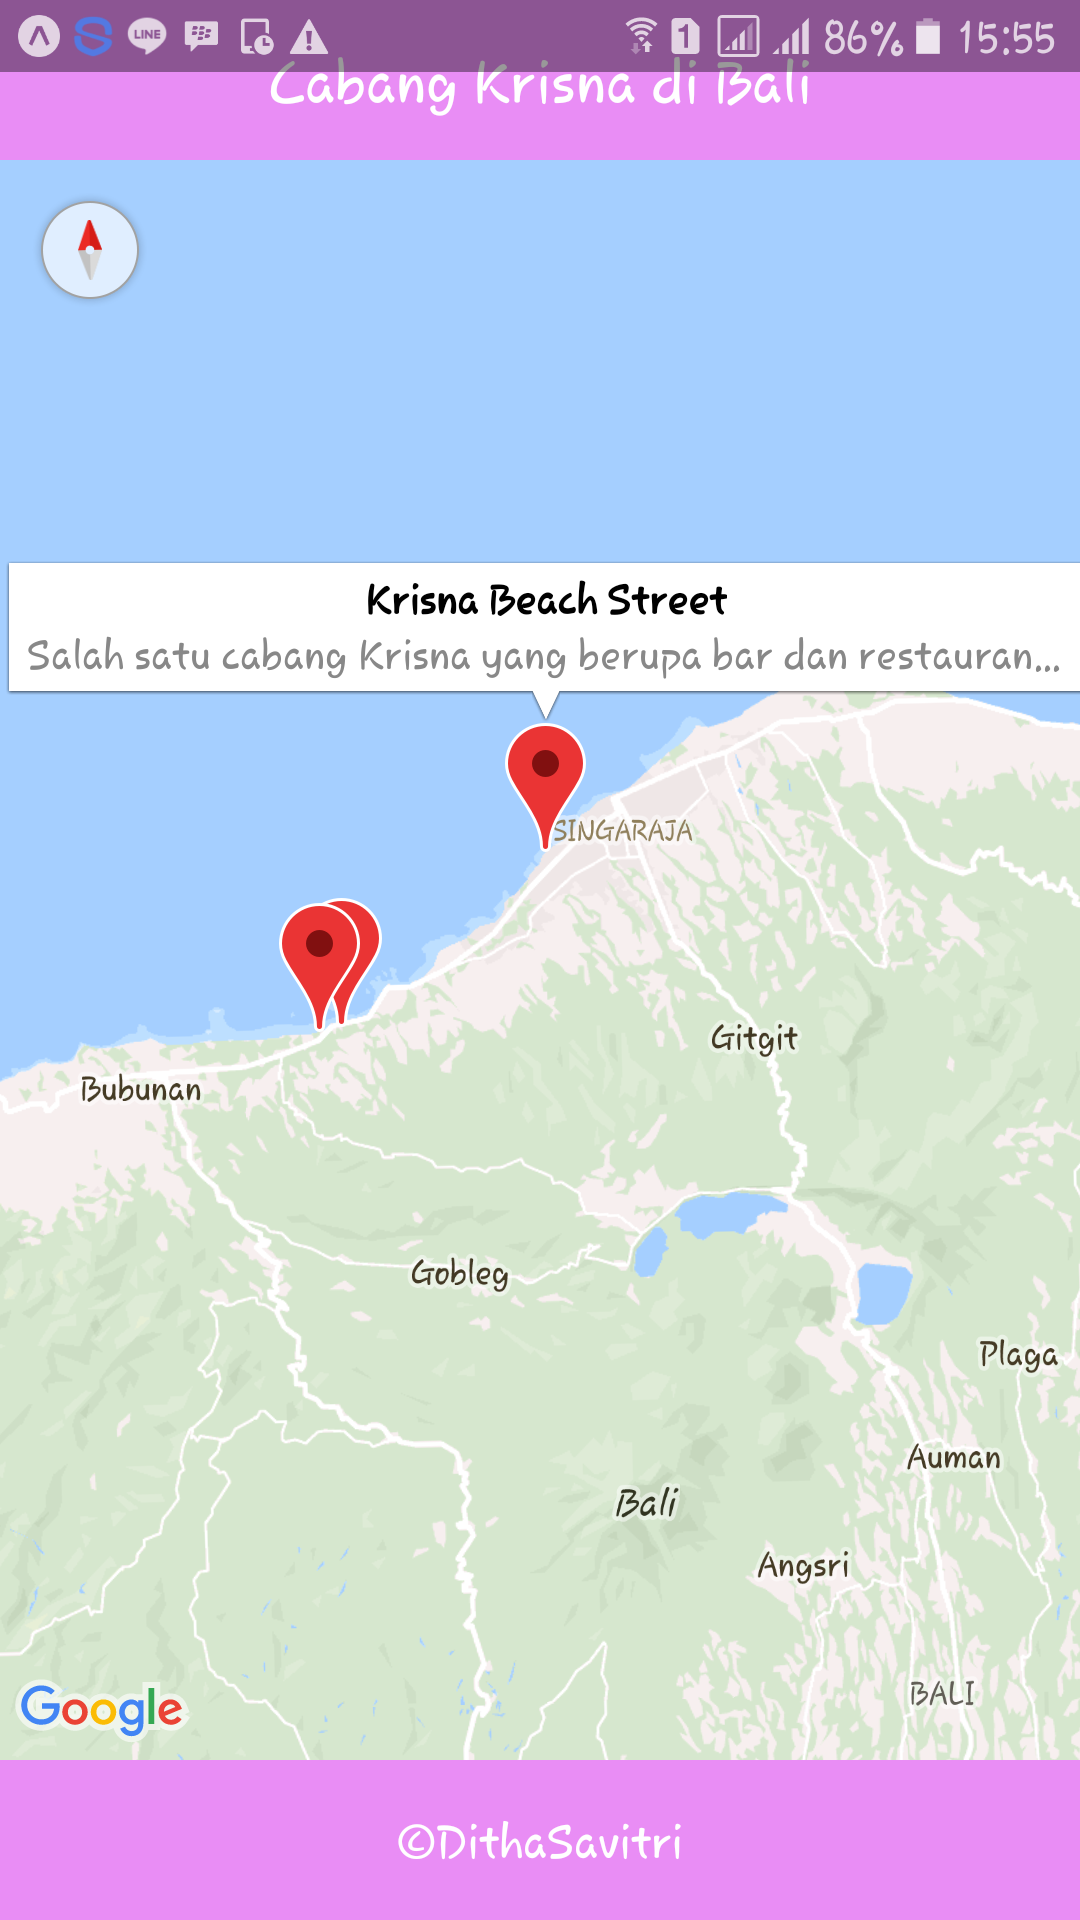 LINE
1
86%
15:55
Cabang Krisna di Bali
Krisna Beach Street
Salah satu cabang Krisna yang berupa bar dan restauran...
SINGARAJA
Gitgit
Bubunan
Gobleg
Plaga
Auman
Bali
Angsri
BALI
Google
©DithaSavitri